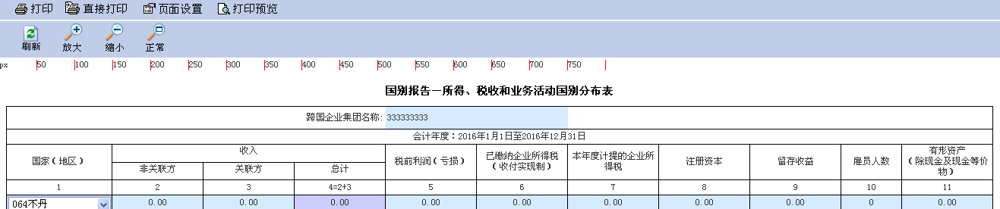 打印 直接打印 页面设置 打印预览
刷新 放大 缩小 正常
px 50 100 150 200 250 300 350 400 450 500 550 600 650 700 750
国别报告一所得、税收和业务活动国别分布表
跨国企业集团名称: 333333333
会计年度：2016年1月1日至2016年12月31日
国家（地区） 收入 税前利润（亏损） 已缴纳企业所得税 本年度计提的企业所 注册资本 留存收益 雇员人数 有形资产
（收付实现制） 得税 （除现金及现金等价
物）
非关联方 关联方 总计
1 2 3 4=2+3 5 6 7 8 9 10 11
064不丹 0.00 0.00 0.00 0.00 0.00 0.00 0.00 0.00 0 0.00